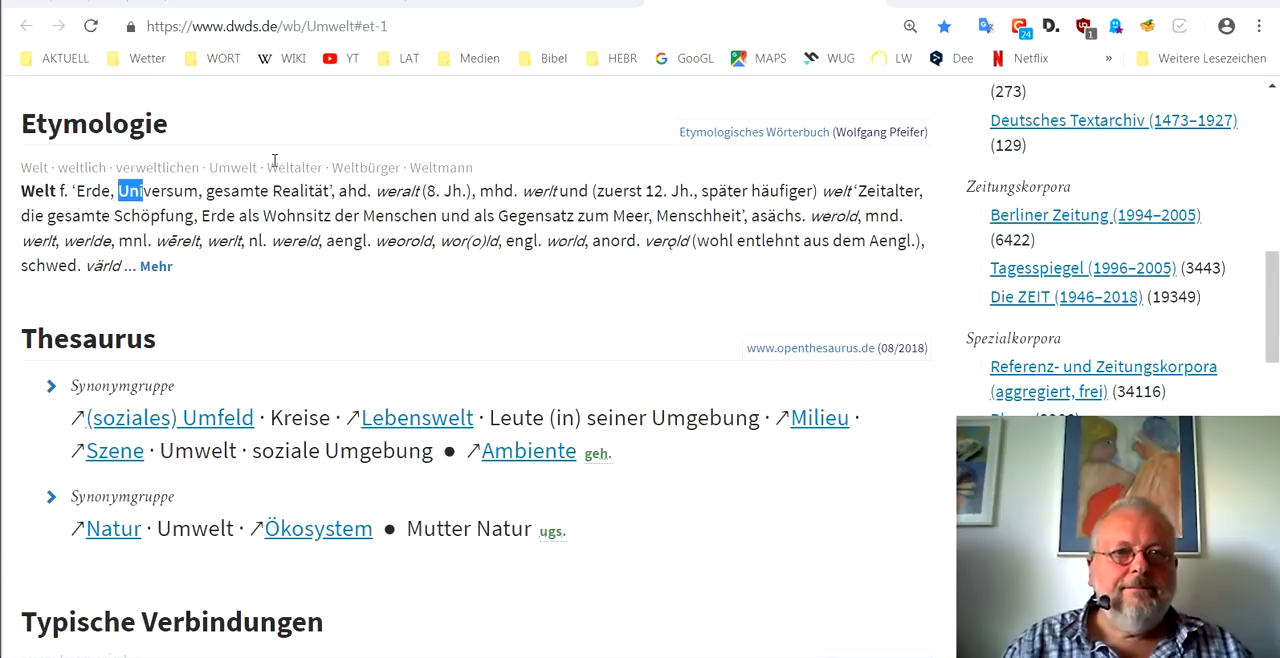 https://www.dwds.de/wb/Umwelt#et-1
24
D.
1
AKTUELL Wetter WORT W WIKI YT LAT Medien Bibel HEBR G GooGL MAPS WUG LW Dee N Netflix » Weitere Lesezeichen
(273)
Deutsches Textarchiv (1473–1927)
(129)
Zeitungskorpora
Berliner Zeitung (1994–2005)
(6422)
Tagesspiegel (1996–2005) (3443)
Die ZEIT (1946–2018) (19349)
Spezialkorpora
Referenz- und Zeitungskorpora
(aggregiert, frei) (34116)
Etymologie
Etymologisches Wörterbuch (Wolfgang Pfeifer)
Welt · weltlich · verweltlichen · Umwelt · Weltalter · Weltbürger · Weltmann
Welt f. ‘Erde, Universum, gesamte Realität’, ahd. weralt (8. Jh.), mhd. werlt und (zuerst 12. Jh., später häufiger) welt ‘Zeitalter,
die gesamte Schöpfung, Erde als Wohnsitz der Menschen und als Gegensatz zum Meer, Menschheit’, asächs. werold, mnd.
werlt, werlde, mnl. wērelt, werlt, nl. wereld, aengl. weorold, wor(o)ld, engl. world, anord. verǫld (wohl entlehnt aus dem Aengl.),
schwed. värld ... Mehr
Thesaurus
www.openthesaurus.de (08/2018)
Synonymgruppe
↗(soziales) Umfeld · Kreise · ↗Lebenswelt · Leute (in) seiner Umgebung · ↗Milieu ·
↗Szene · Umwelt · soziale Umgebung ● ↗Ambiente geh.
Synonymgruppe
↗Natur · Umwelt · ↗Ökosystem ● Mutter Natur ugs.
Typische Verbindungen